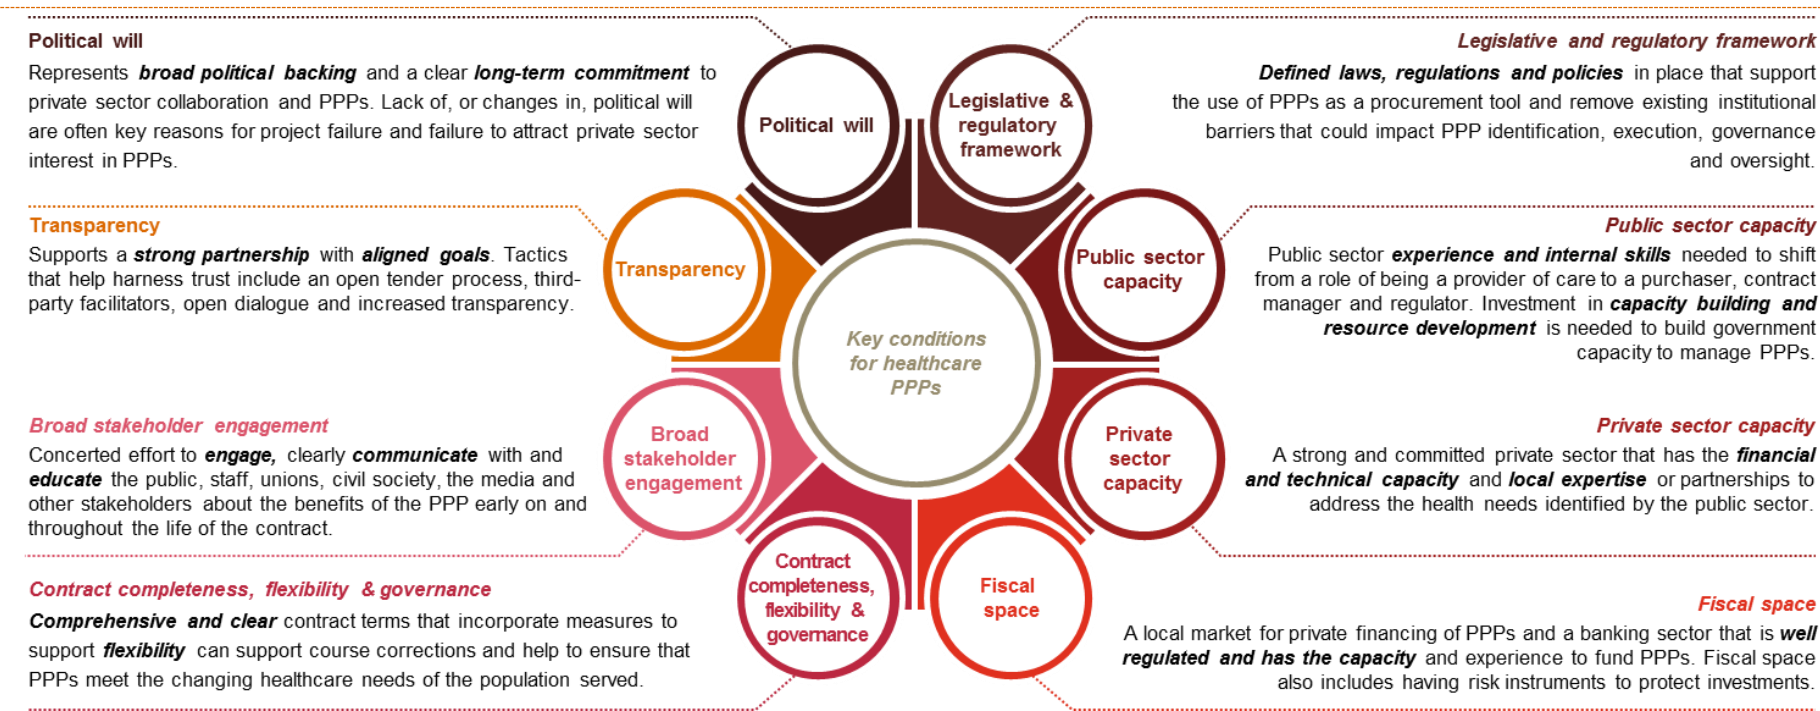 Political will
Represents broad political backing and a clear long-term commitment to
private sector collaboration and PPPs. Lack of, or changes in, political will
are often key reasons for project failure and failure to attract private sector
interest in PPPs.
Transparency
Supports a strong partnership with aligned goals. Tactics
that help harness trust include an open tender process, third-
party facilitators, open dialogue and increased transparency.
Broad stakeholder engagement
Concerted effort to engage, clearly communicate with and
educate the public, staff, unions, civil society, the media and
other stakeholders about the benefits of the PPP early on and
throughout the life of the contract.
Contract completeness, flexibility & governance
Comprehensive and clear contract terms that incorporate measures to
support flexibility can support course corrections and help to ensure that
PPPs meet the changing healthcare needs of the population served.
Political will
Legislative &
regulatory
framework
Transparency
Public sector
capacity
Key conditions
for healthcare
PPPs
Broad
stakeholder
engagement
Private
sector
capacity
Contract
completeness,
flexibility &
governance
Fiscal
space
Legislative and regulatory framework
Defined laws, regulations and policies in place that support
the use of PPPs as a procurement tool and remove existing institutional
barriers that could impact PPP identification, execution, governance
and oversight.
Public sector capacity
Public sector experience and internal skills needed to shift
from a role of being a provider of care to a purchaser, contract
manager and regulator. Investment in capacity building and
resource development is needed to build government
capacity to manage PPPs.
Private sector capacity
A strong and committed private sector that has the financial
and technical capacity and local expertise or partnerships to
address the health needs identified by the public sector.
Fiscal space
A local market for private financing of PPPs and a banking sector that is well
regulated and has the capacity and experience to fund PPPs. Fiscal space
also includes having risk instruments to protect investments.